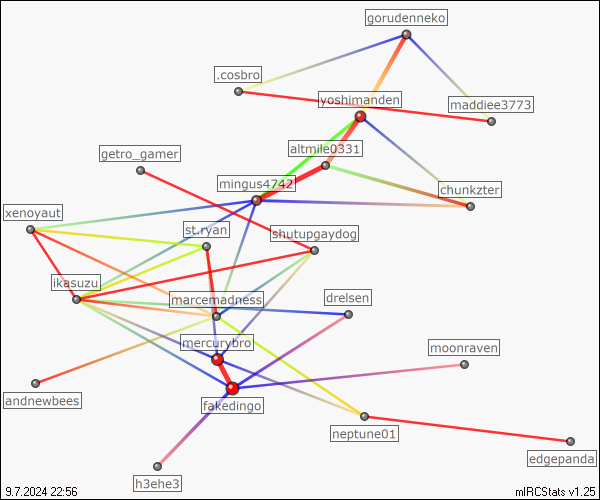 gorudenneko
.cosbro
yoshimanden
maddiee3773
altmile0331
getro_gamer
mingus4742
chunkzter
xenoyaut
st.ryan
shutupgaydog
ikasuzu
marcemadness
drelsen
mercurybro
moonraven
andnewbees
fakedingo
neptune01
edgepanda
h3ehe3
9.7.2024 22:56
mIRCStats v1.25